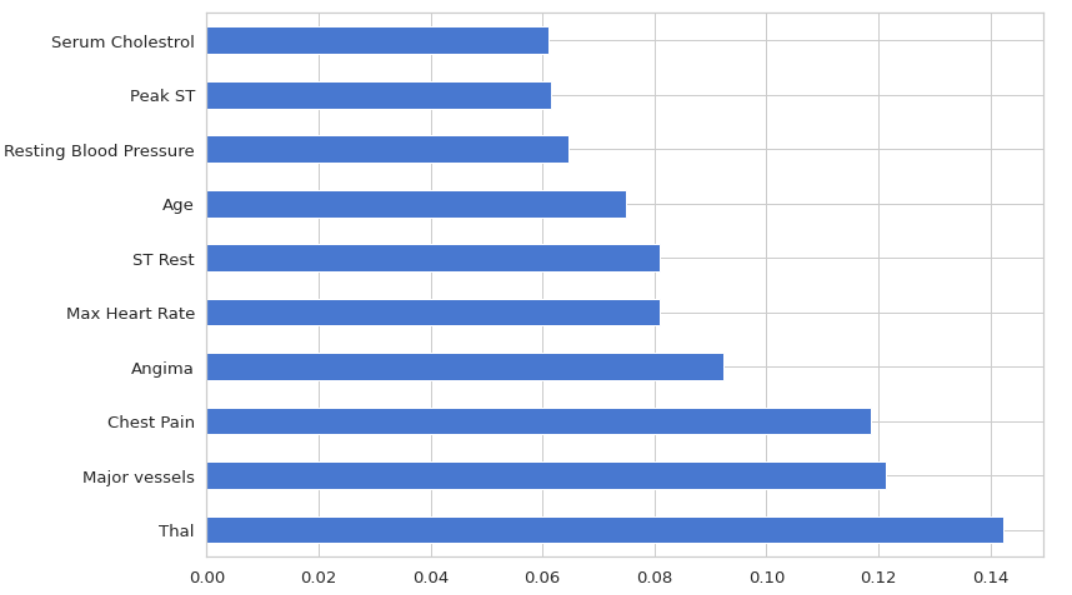 Serum Cholestrol
Peak ST
Resting Blood Pressure
Age
ST Rest
Max Heart Rate
Angima
Chest Pain
Major vessels
Thal
0.00 0.02 0.04 0.06 0.08 0.10 0.12 0.14